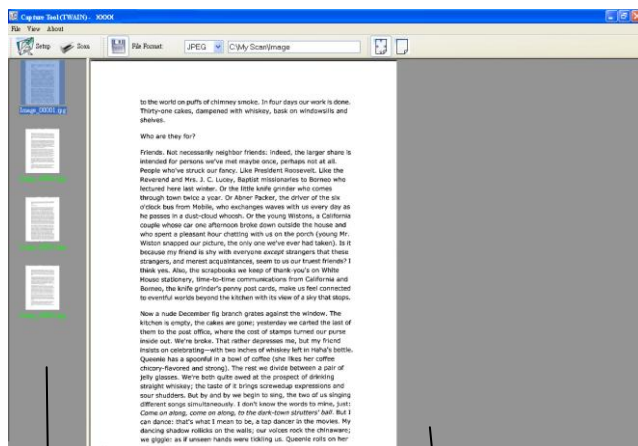 Capture Tool (TWAIN) - XXXX
File View About
Setup Scan File Format: JPEG C:\My Scan\Image
Image_00001.jpg
to the world on puffs of chimney smoke. In four days our work is done.
Thirty-one cakes, dampened with whiskey, bask on windowsills and
shelves.
Who are they for?
Friends. Not necessarily neighbor friends: indeed, the larger share is
intended for persons we've met maybe once, perhaps not at all.
People who've struck our fancy. Like President Roosevelt. Like the
Reverend and Mrs. J. C. Lucey, Baptist missionaries to Borneo who
lectured here last winter. Or the little knife grinder who comes
through town twice a year. Or Abner Packer, the driver of the six
o'clock bus from Mobile, who exchanges waves with us every day as
he passes in a dust-cloud whoosh. Or the young Wistons, a California
couple whose car one afternoon broke down outside the house and
who spent a pleasant hour chatting with us on the porch (young Mr.
Wiston snapped our picture, the only one we've ever had taken). Is it
because my friend is shy with everyone except strangers that these
strangers, and merest acquaintances, seem to us our truest friends? I
think yes. Also, the scrapbooks we keep of thank-you's on White
House stationery, time-to-time communications from California and
Borneo, the knife grinder's penny post cards, make us feel connected
to eventful worlds beyond the kitchen with its view of a sky that stops.
Now a nude December fig branch grates against the window. The
kitchen is empty, the cakes are gone; yesterday we carted the last of
them to the post office, where the cost of stamps turned our purse
inside out. We're broke. That rather depresses me, but my friend
insists on celebrating—with two inches of whiskey left in Haha's bottle.
Queenie has a spoonful in a bowl of coffee (she likes her coffee
chicory-flavored and strong). The rest we divide between a pair of
jelly glasses. We're both quite awed at the prospect of drinking
straight whiskey; the taste of it brings screwedup expressions and
sour shudders. But by and by we begin to sing, the two of us singing
different songs simultaneously. I don't know the words to mine, just:
Come on along, come on along, to the dark-town strutters' ball. But I
can dance: that's what I mean to be, a tap dancer in the movies. My
dancing shadow rollicks on the walls; our voices rock the chinaware;
we giggle: as if unseen hands were tickling us. Queenie rolls on her